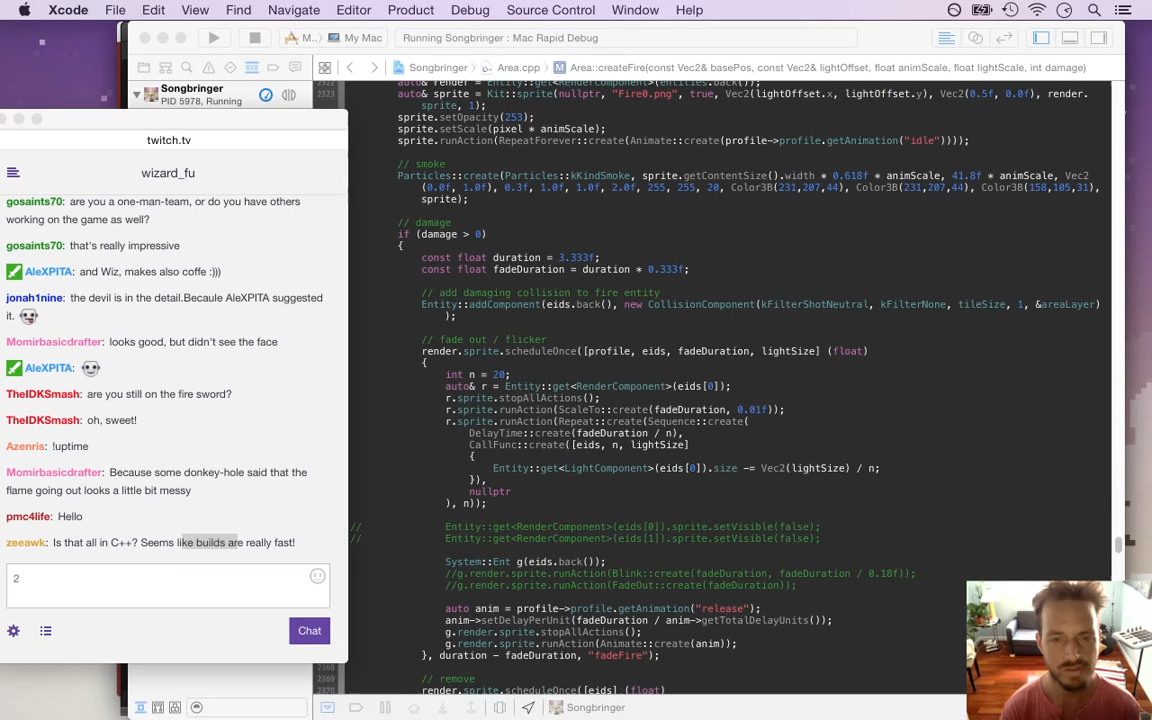 Xcode File Edit View Find Navigate Editor Product Debug Source Control Window Help
M.. › My Mac
Running Songbringer : Mac Rapid Debug
Songbringer › Area.cpp › M Area::createFire(const Vec2& basePos, const Vec2& lightOffset, float animScale, float lightScale, int damage)
Songbringer
PID 5978, Running
twitch.tv
wizard_fu
gosaints70: are you a one-man-team, or do you have others
working on the game as well?
gosaints70: that's really impressive
AleXPITA: and Wiz, makes also coffe :)))
jonah1nine: the devil is in the detail.Becaule AleXPITA suggested
it.
Momirbasicdrafter: looks good, but didn't see the face
AleXPITA:
TheIDKSmash: are you still on the fire sword?
TheIDKSmash: oh, sweet!
Azenris: !uptime
Momirbasicdrafter: Because some donkey-hole said that the
flame going out looks a little bit messy
pmc4life: Hello
zeeawk: Is that all in C++? Seems like builds are really fast!
2
Chat
auto& render = Entity::get<RenderComponent>(entities.back());
2323 auto& sprite = Kit::sprite(nullptr, "Fire0.png", true, Vec2(lightOffset.x, lightOffset.y), Vec2(0.5f, 0.0f), render.
sprite, 1);
sprite.setOpacity(253);
sprite.setScale(pixel * animScale);
sprite.runAction(RepeatForever::create(Animate::create(profile->profile.getAnimation("idle"))));
// smoke
Particles::create(Particles::kKindSmoke, sprite.getContentSize().width * 0.618f * animScale, 41.8f * animScale, Vec2
(0.0f, 1.0f), 0.3f, 1.0f, 1.0f, 2.0f, 255, 255, 20, Color3B(231,207,44), Color3B(231,207,44), Color3B(158,105,31),
sprite);
// damage
if (damage > 0)
{
const float duration = 3.333f;
const float fadeDuration = duration * 0.333f;
// add damaging collision to fire entity
Entity::addComponent(eids.back(), new CollisionComponent(kFilterShotNeutral, kFilterNone, tileSize, 1, &areaLayer)
);
// fade out / flicker
render.sprite.scheduleOnce([profile, eids, fadeDuration, lightSize] (float)
{
int n = 20;
auto& r = Entity::get<RenderComponent>(eids[0]);
r.sprite.stopAllActions();
r.sprite.runAction(ScaleTo::create(fadeDuration, 0.01f));
r.sprite.runAction(Repeat::create(Sequence::create(
DelayTime::create(fadeDuration / n),
CallFunc::create([eids, n, lightSize]
{
Entity::get<LightComponent>(eids[0]).size -= Vec2(lightSize) / n;
}),
nullptr
), n));
// Entity::get<RenderComponent>(eids[0]).sprite.setVisible(false);
// Entity::get<RenderComponent>(eids[1]).sprite.setVisible(false);
System::Ent g(eids.back());
//g.render.sprite.runAction(Blink::create(fadeDuration, fadeDuration / 0.18f));
//g.render.sprite.runAction(FadeOut::create(fadeDuration));
auto anim = profile->profile.getAnimation("release");
anim->setDelayPerUnit(fadeDuration / anim->getTotalDelayUnits());
g.render.sprite.stopAllActions();
g.render.sprite.runAction(Animate::create(anim));
}, duration - fadeDuration, "fadeFire");
2369 // remove
2370 render.sprite.scheduleOnce([eids] (float)
Songbringer